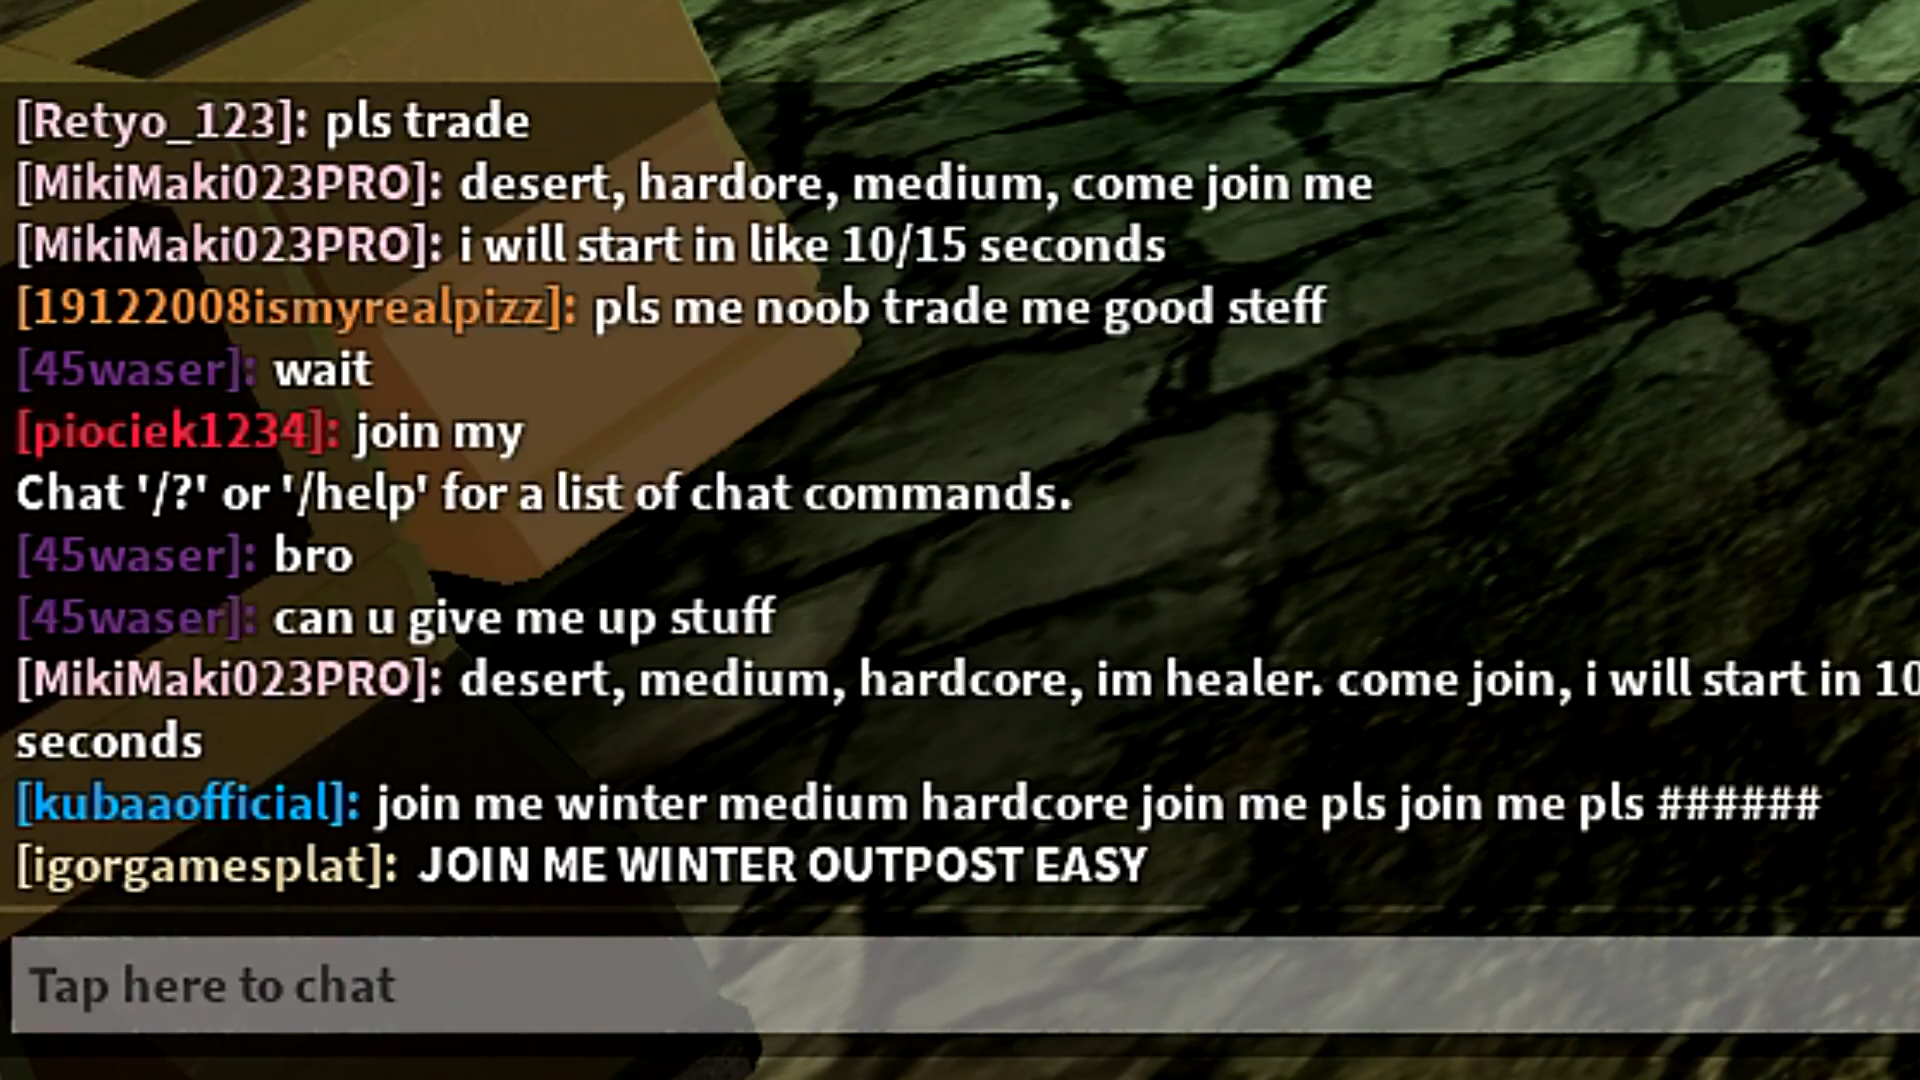 [Retyo_123]: pls trade
[MikiMaki023PRO]: desert, hardore, medium, come join me
[MikiMaki023PRO]: i will start in like 10/15 seconds
[19122008ismyrealpizz]: pls me noob trade me good steff
[45waser]: wait
[piociek1234]: join my
Chat '/?' or '/help' for a list of chat commands.
[45waser]: bro
[45waser]: can u give me up stuff
[MikiMaki023PRO]: desert, medium, hardcore, im healer. come join, i will start in 10
seconds
[kubaaofficial]: join me winter medium hardcore join me pls join me pls ######
[igorgamesplat]: JOIN ME WINTER OUTPOST EASY
Tap here to chat